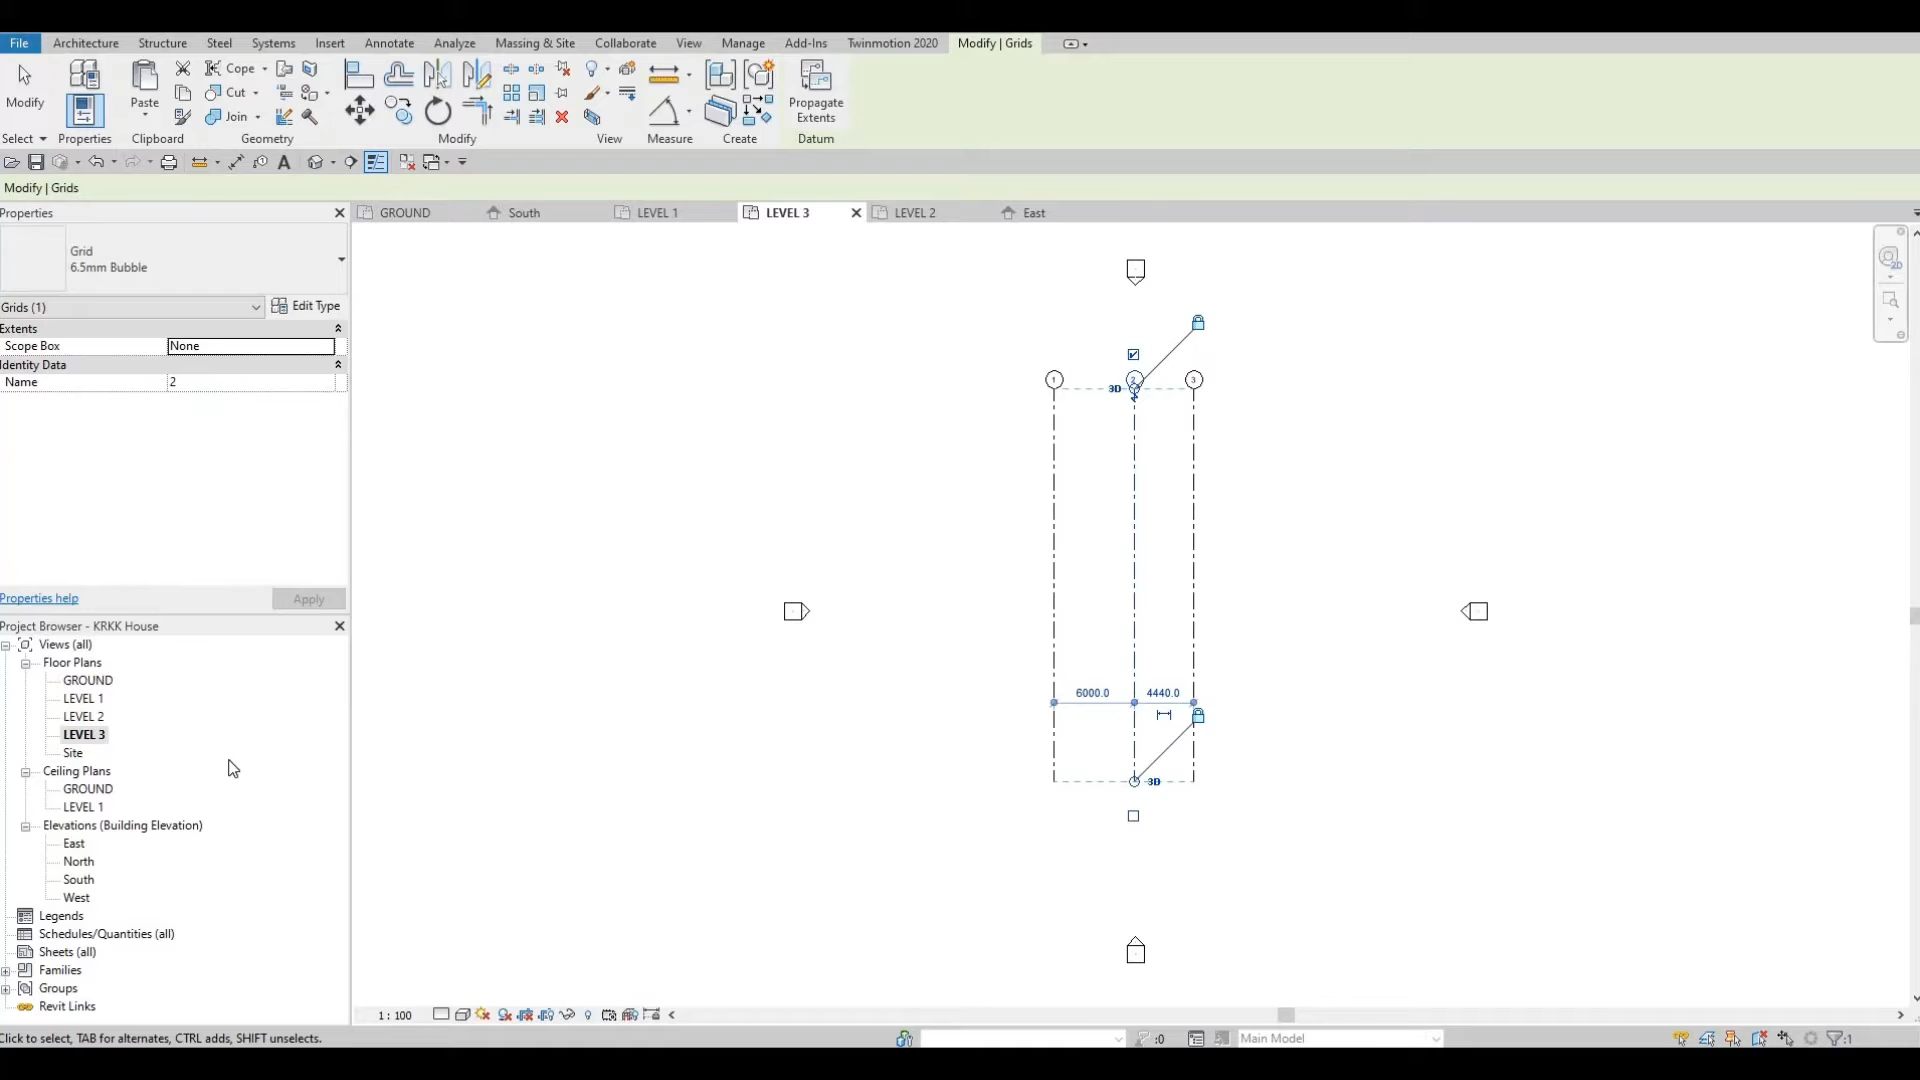 File Architecture Structure Steel Systems Insert Annotate Analyze Massing & Site Collaborate View Manage Add-Ins Twinmotion 2020 Modify | Grids
Modify
Paste
Cope
Cut
Join
Propagate
Extents
Select Properties Clipboard Geometry Modify View Measure Create Datum
A
Modify | Grids
Properties
GROUND South LEVEL 1 LEVEL 3 LEVEL 2 East
Grid
6.5mm Bubble
Grids (1) Edit Type
Extents
Scope Box None
Identity Data
Name 2
Properties help Apply
Project Browser - KRKK House
Views (all)
Floor Plans
GROUND
LEVEL 1
LEVEL 2
LEVEL 3
Site
Ceiling Plans
GROUND
LEVEL 1
Elevations (Building Elevation)
East
North
South
West
Legends
Schedules/Quantities (all)
Sheets (all)
Families
Groups
Revit Links
2D
1 2 3
3D
6000.0 4440.0
3D
1 : 100
Click to select, TAB for alternates, CTRL adds, SHIFT unselects.
:0
Main Model
:1